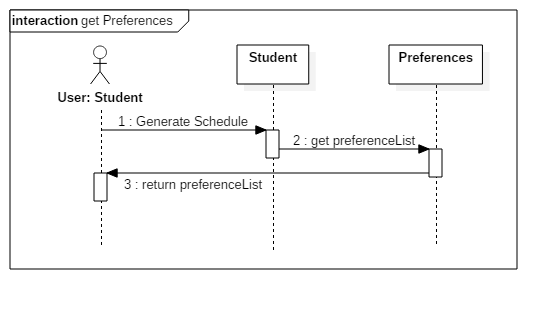 interaction get Preferences
Student
Preferences
User: Student
1 : Generate Schedule
2 : get preferenceList
3 : return preferenceList